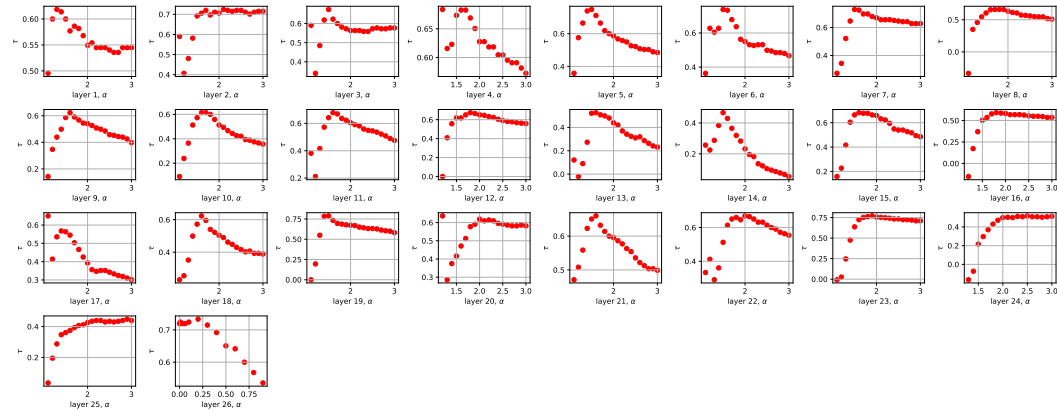 τ 0.60 0.55 0.50 2 3 layer 1, α
τ 0.7 0.6 0.5 0.4 2 3 layer 2, α
τ 0.6 0.4 2 3 layer 3, α
τ 0.65 0.60 1.5 2.0 2.5 3.0 layer 4, α
τ 0.6 0.4 2 3 layer 5, α
τ 0.6 0.4 2 3 layer 6, α
τ 0.6 0.4 2 3 layer 7, α
τ 0.5 0.0 2 3 layer 8, α
τ 0.6 0.4 0.2 2 3 layer 9, α
τ 0.6 0.4 0.2 2 3 layer 10, α
τ 0.6 0.4 2 3 layer 11, α
τ 0.6 0.4 0.2 0.0 1.5 2.0 2.5 3.0 layer 12, α
τ 0.4 0.2 0.0 2 3 layer 13, α
τ 0.4 0.2 2 3 layer 14, α
τ 0.6 0.4 0.2 2 3 layer 15, α
τ 0.5 0.0 1.5 2.0 2.5 3.0 layer 16, α
τ 0.6 0.5 0.4 0.3 2 3 layer 17, α
τ 0.6 0.4 2 3 layer 18, α
τ 0.75 0.50 0.25 0.00 2 3 layer 19, α
τ 0.6 0.4 1.5 2.0 2.5 3.0 layer 20, α
τ 0.6 0.5 2 3 layer 21, α
τ 0.6 0.4 2 3 layer 22, α
τ 0.75 0.50 0.25 0.00 2 3 layer 23, α
τ 0.4 0.2 0.0 1.5 2.0 2.5 3.0 layer 24, α
τ 0.4 0.2 2 3 layer 25, α
τ 0.7 0.6 0.00 0.25 0.50 0.75 layer 26, α